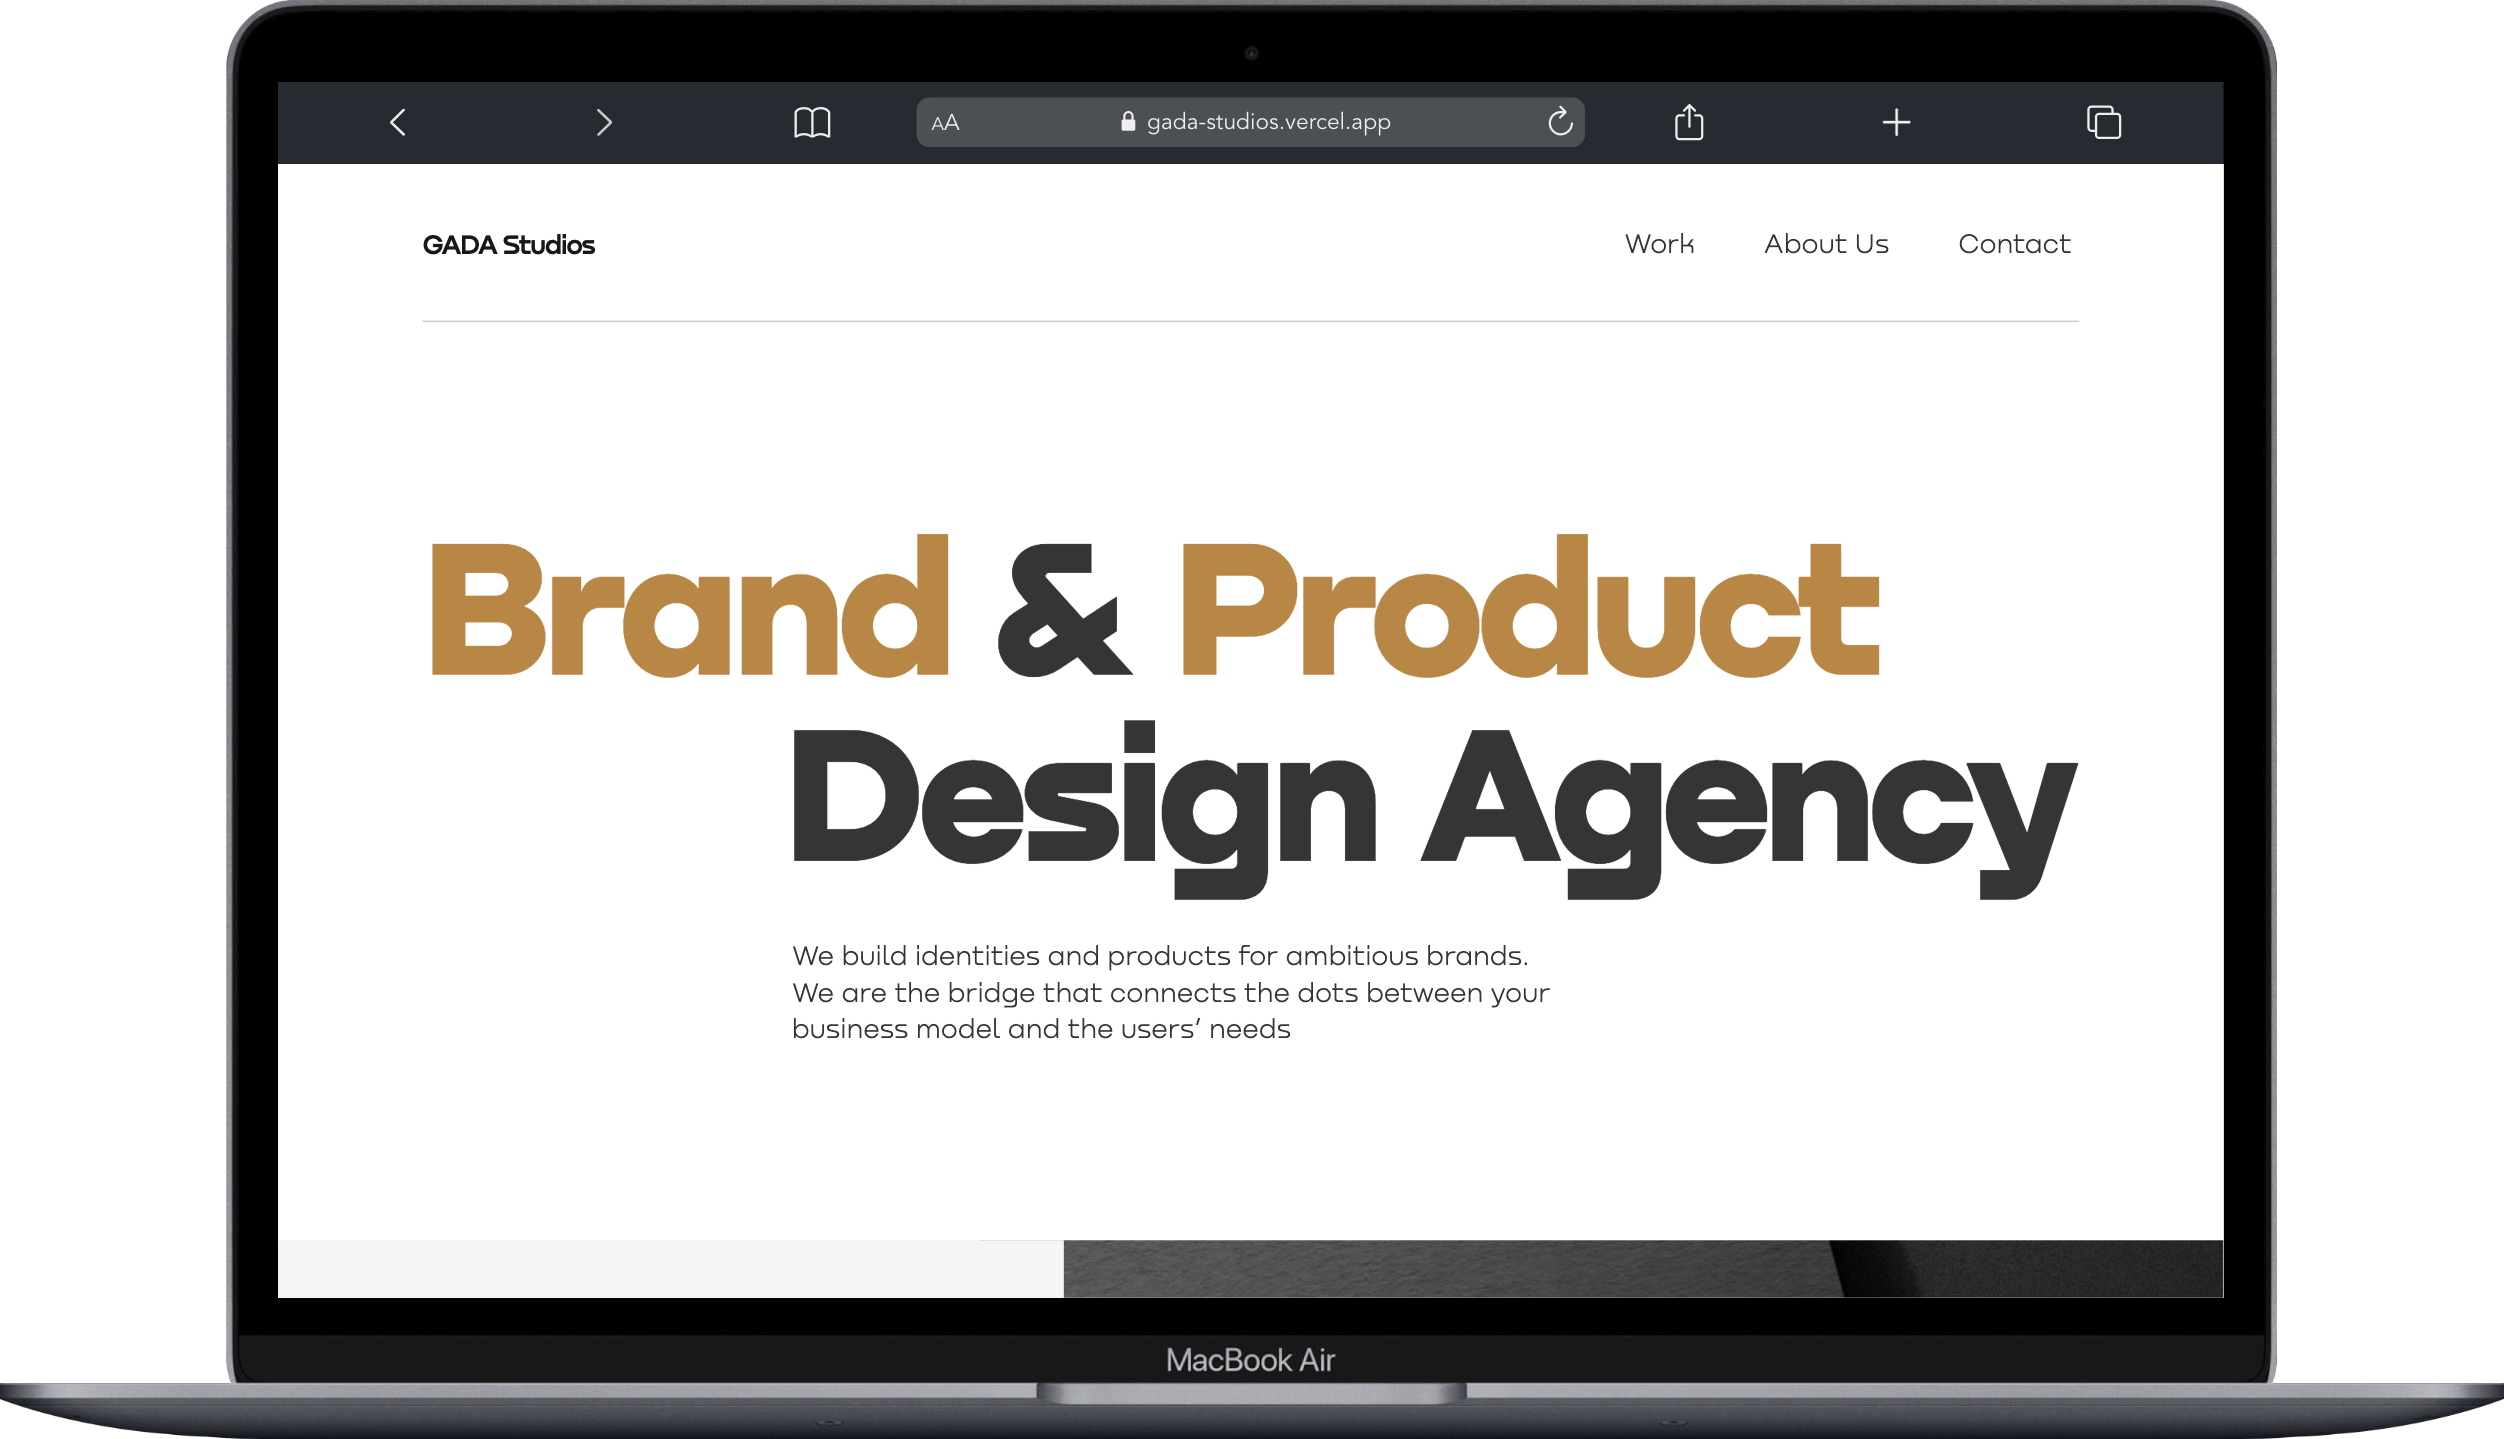 AA gada-studios.vercel.app
GADA Studios Work About Us Contact
Brand & Product
Design Agency
We build identities and products for ambitious brands.
We are the bridge that connects the dots between your
business model and the users’ needs
MacBook Air